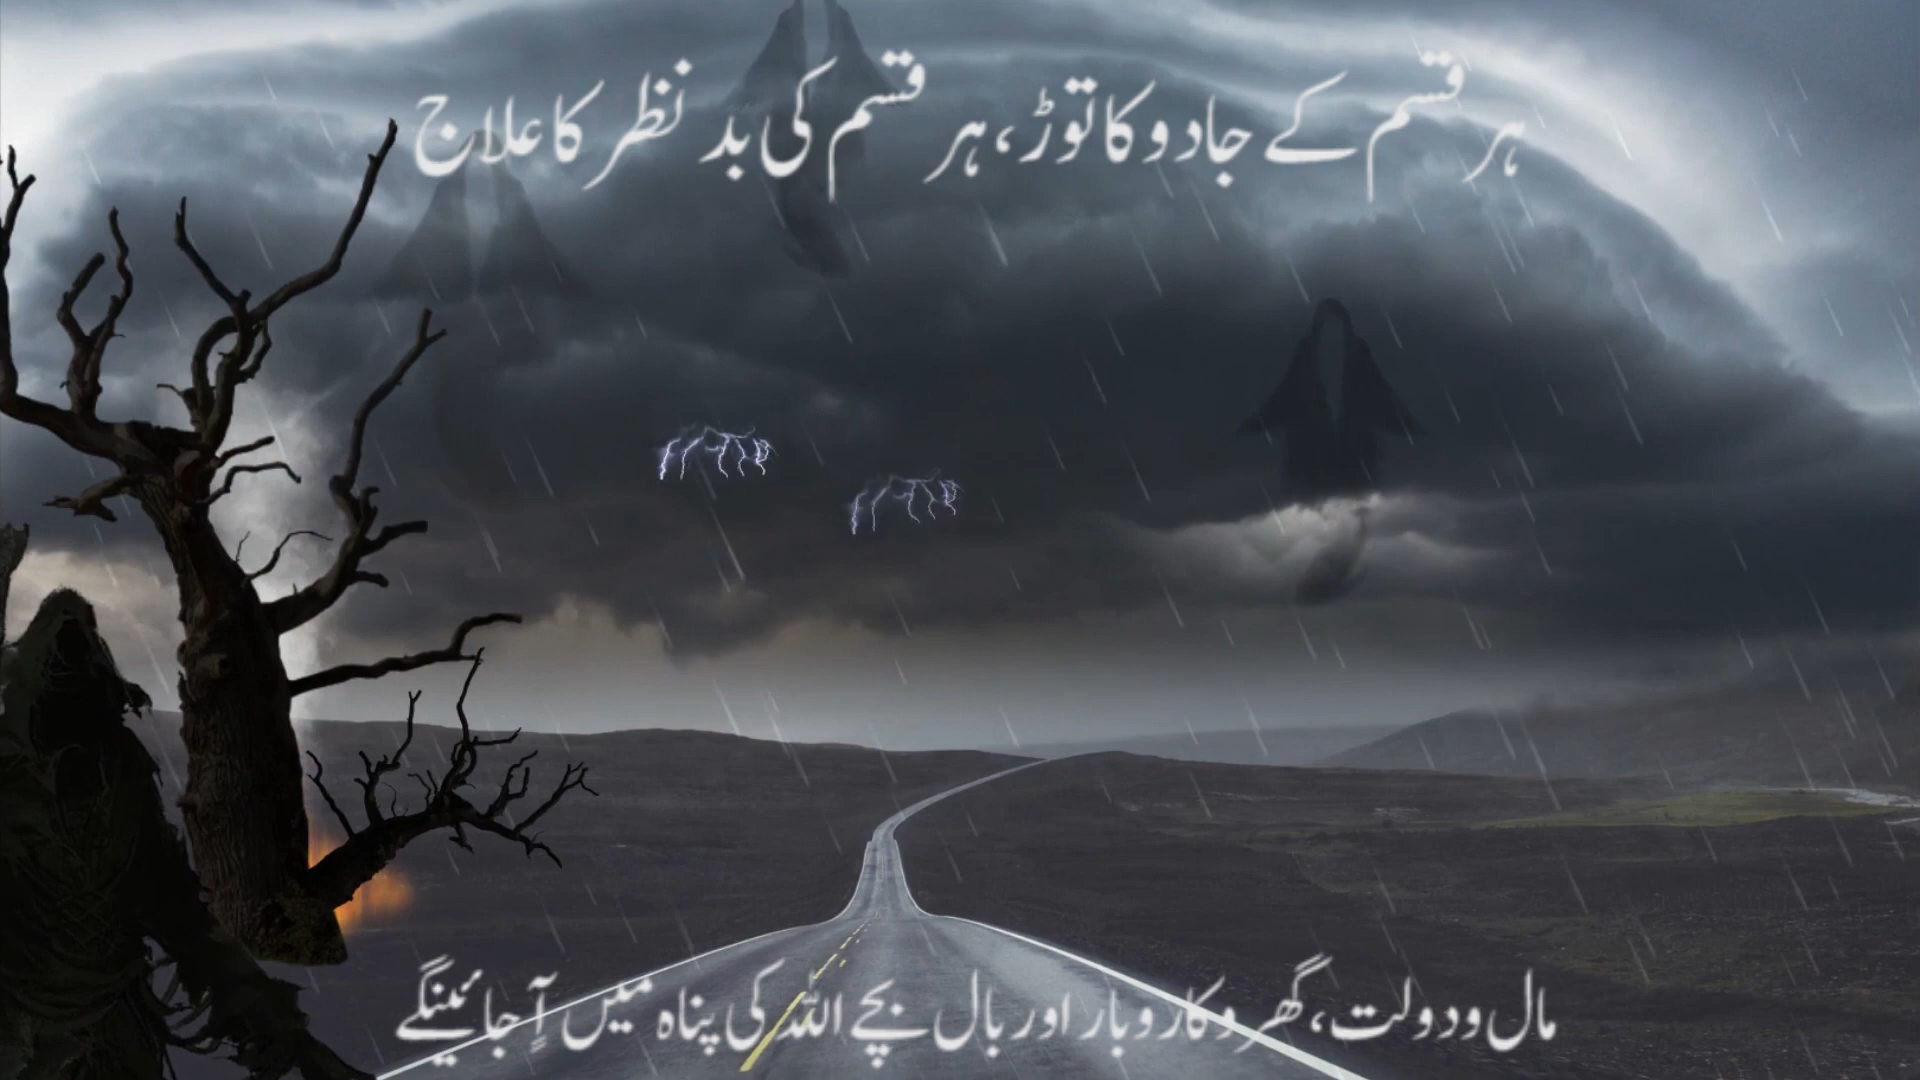 ہر قسم کے جادو کا توڑ، ہر قسم کی بد نظر کا علاج
مال و دولت، گھر و کاروبار اور بال بچے اللہ کی پناہ میں آجائینگے